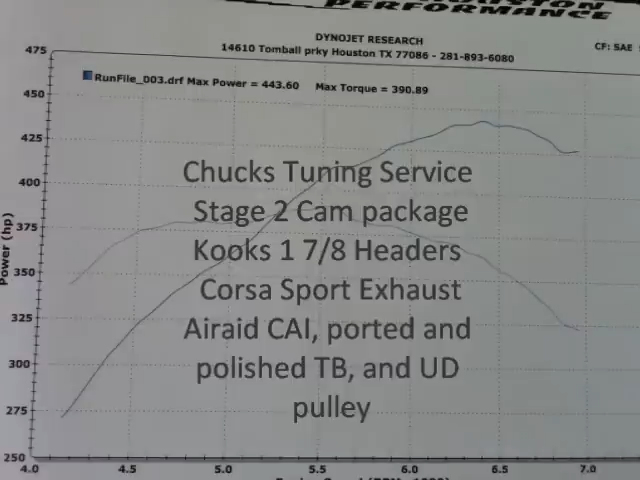 HOUSTON
PERFORMANCE
DYNOJET RESEARCH
14610 Tomball prky Houston TX 77086 - 281-893-6080
CF: SAE
RunFile_003.drf Max Power = 443.60 Max Torque = 390.89
475
450
425
400
375
350
325
300
275
250
Power (hp)
Chucks Tuning Service
Stage 2 Cam package
Kooks 1 7/8 Headers
Corsa Sport Exhaust
Airaid CAI, ported and
polished TB, and UD
pulley
4.0 4.5 5.0 5.5 6.0 6.5 7.0